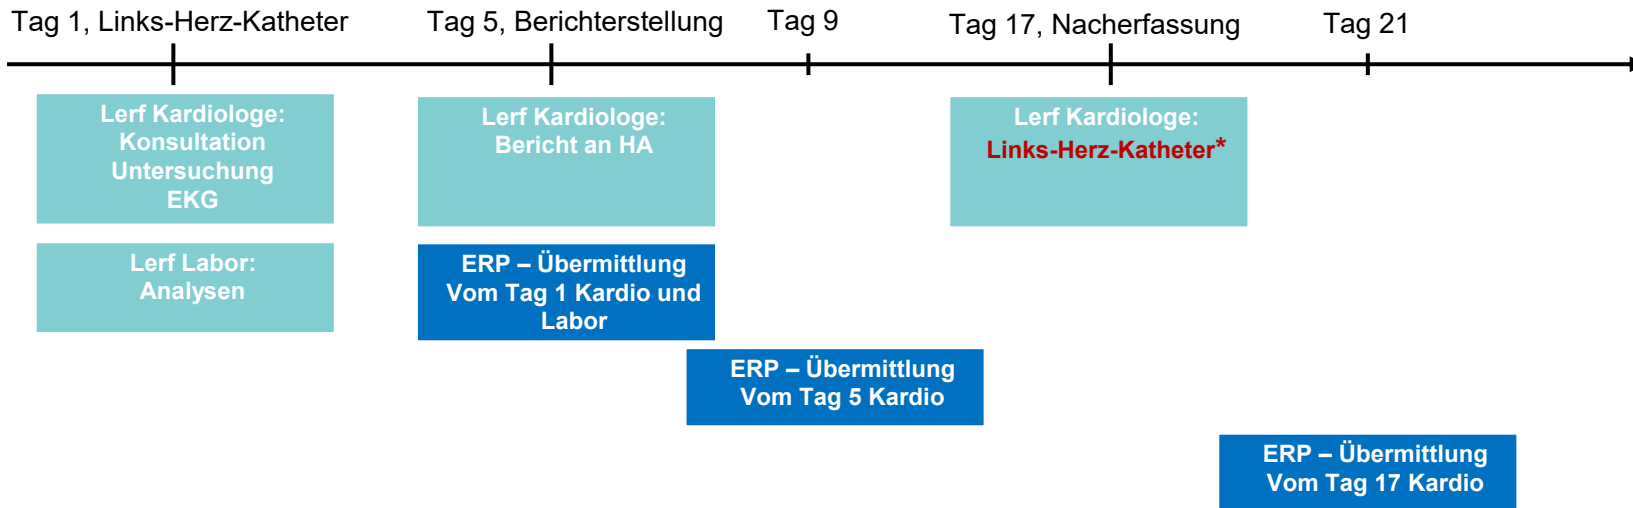 Tag 1, Links-Herz-Katheter
Tag 5, Berichterstellung
Tag 9
Tag 17, Nacherfassung
Tag 21
Lerf Kardiologe:
Konsultation
Untersuchung
EKG
Lerf Labor:
Analysen
Lerf Kardiologe:
Bericht an HA
ERP – Übermittlung
Vom Tag 1 Kardio und
Labor
ERP – Übermittlung
Vom Tag 5 Kardio
Lerf Kardiologe:
Links-Herz-Katheter*
ERP – Übermittlung
Vom Tag 17 Kardio